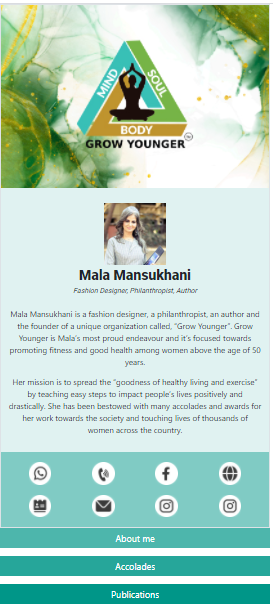 MIND
SOUL
BODY
GROW YOUNGER
Mala Mansukhani
Fashion Designer, Philanthropist, Author
Mala Mansukhani is a fashion designer, a philanthropist, an author and
the founder of a unique organization called, "Grow Younger". Grow
Younger is Mala's most proud endeavour and it's focused towards
promoting fitness and good health among women above the age of 50
years.
Her mission is to spread the "goodness of healthy living and exercise"
by teaching easy steps to impact people's lives positively and
drastically. She has been bestowed with many accolades and awards for
her work towards the society and touching lives of thousands of
women across the country.
About me
Accolades
Publications